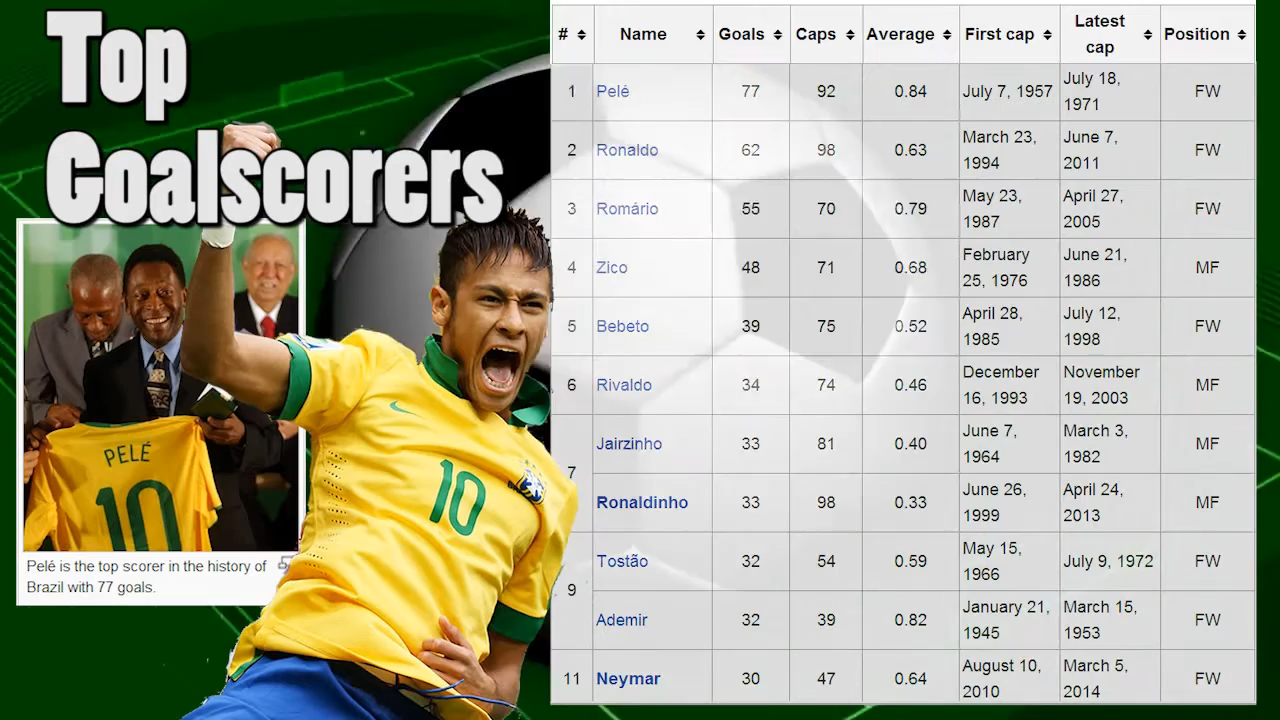 Top
Goalscorers
PELÉ
10
Pelé is the top scorer in the history of
Brazil with 77 goals.
10
# Name Goals Caps Average First cap Latest cap Position
1 Pelé 77 92 0.84 July 7, 1957 July 18, 1971 FW
2 Ronaldo 62 98 0.63 March 23, 1994 June 7, 2011 FW
3 Romário 55 70 0.79 May 23, 1987 April 27, 2005 FW
4 Zico 48 71 0.68 February 25, 1976 June 21, 1986 MF
5 Bebeto 39 75 0.52 April 28, 1985 July 12, 1998 FW
6 Rivaldo 34 74 0.46 December 16, 1993 November 19, 2003 MF
7 Jairzinho 33 81 0.40 June 7, 1964 March 3, 1982 MF
Ronaldinho 33 98 0.33 June 26, 1999 April 24, 2013 MF
9 Tostão 32 54 0.59 May 15, 1966 July 9, 1972 FW
Ademir 32 39 0.82 January 21, 1945 March 15, 1953 FW
11 Neymar 30 47 0.64 August 10, 2010 March 5, 2014 FW